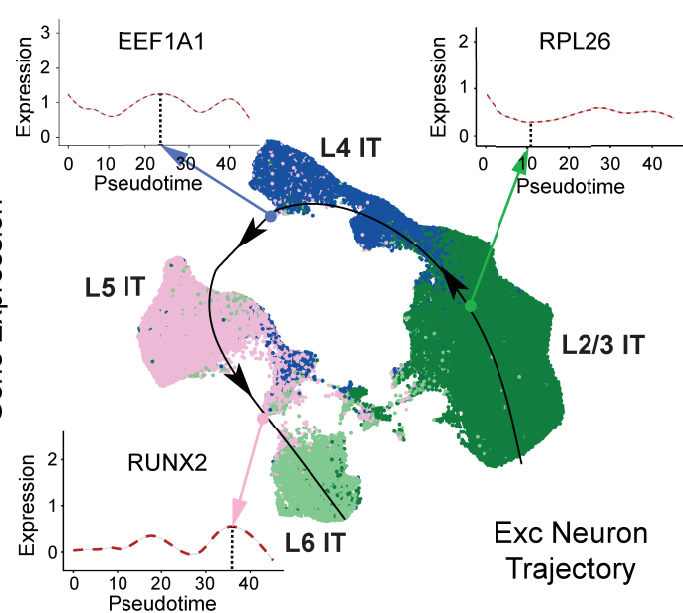 EEF1A1
Expression
3
2
1
0
0 10 20 30 40
Pseudotime
RPL26
Expression
2
1
0
0 10 20 30 40
Pseudotime
L4 IT
L5 IT
L2/3 IT
L6 IT
RUNX2
Expression
2
1
0
0 10 20 30 40
Pseudotime
Exc Neuron
Trajectory